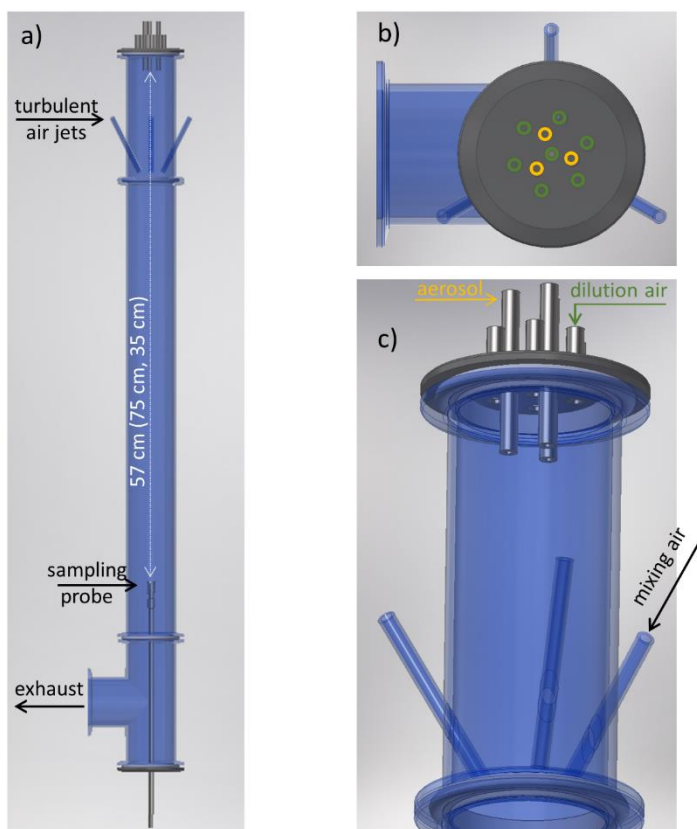 a)
turbulent
air jets
57 cm (75 cm, 35 cm)
sampling
probe
exhaust
b)
aerosol
dilution air
c)
mixing air